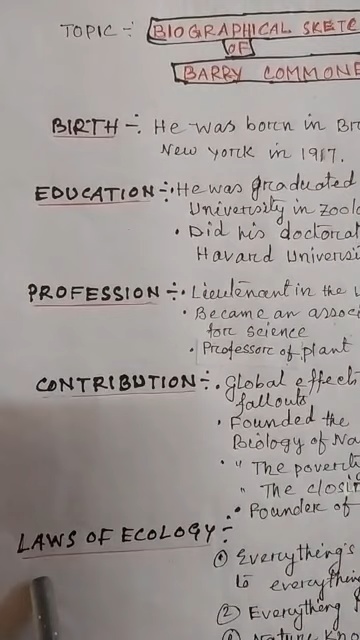 TOPIC :- BIOGRAPHICAL SKETC
OF
BARRY COMMONE
BIRTH :- He was born in Br
New York in 1917.
EDUCATION :- • He was graduated
University in Zool
• Did his doctorat
Havard Universi
PROFESSION :- • Lieutenant in the
• Became an assoc
for science
• Professor of plant
CONTRIBUTION :- • Global effect
fallouts
• Founded the
Biology of Na
• " The povert
" The closi
• Founder of
LAWS OF ECOLOGY :-
① Everything's
to everythin
② Everything